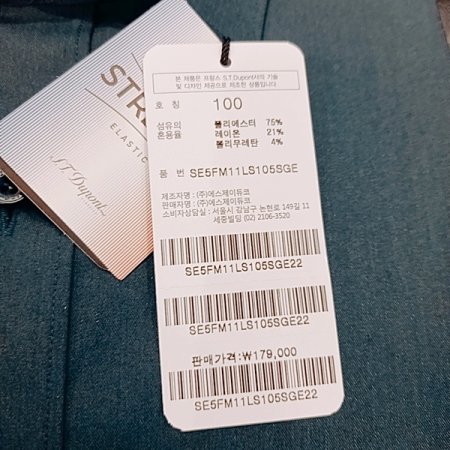 STRE
ELASTIC
S.T. Dupont
본 제품은 프랑스 S.T.Dupont사의 기술
및 디자인 제공으로 제조한 상품입니다
호 칭 100
섬유의 폴리에스터 75%
혼용율 레이온 21%
폴리우레탄 4%
품 번 SE5FM11LS105SGE
제조자명 : (주)에스제이듀코
판매자명 : (주)에스제이듀코
소비자상담실 : 서울시 강남구 논현로 149길 11
세중빌딩 (02) 2106-3520
SE5FM11LS105SGE22
SE5FM11LS105SGE22
판매가격:₩179,000
SE5FM11LS105SGE22